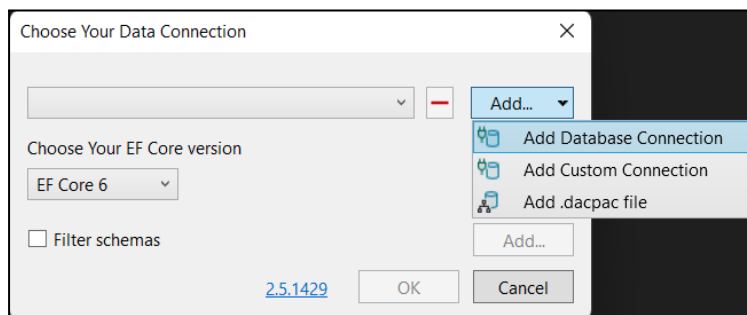 Choose Your Data Connection
Add...
Add Database Connection
Choose Your EF Core version
Add Custom Connection
EF Core 6
Add .dacpac file
Filter schemas
Add...
2.5.1429
OK
Cancel